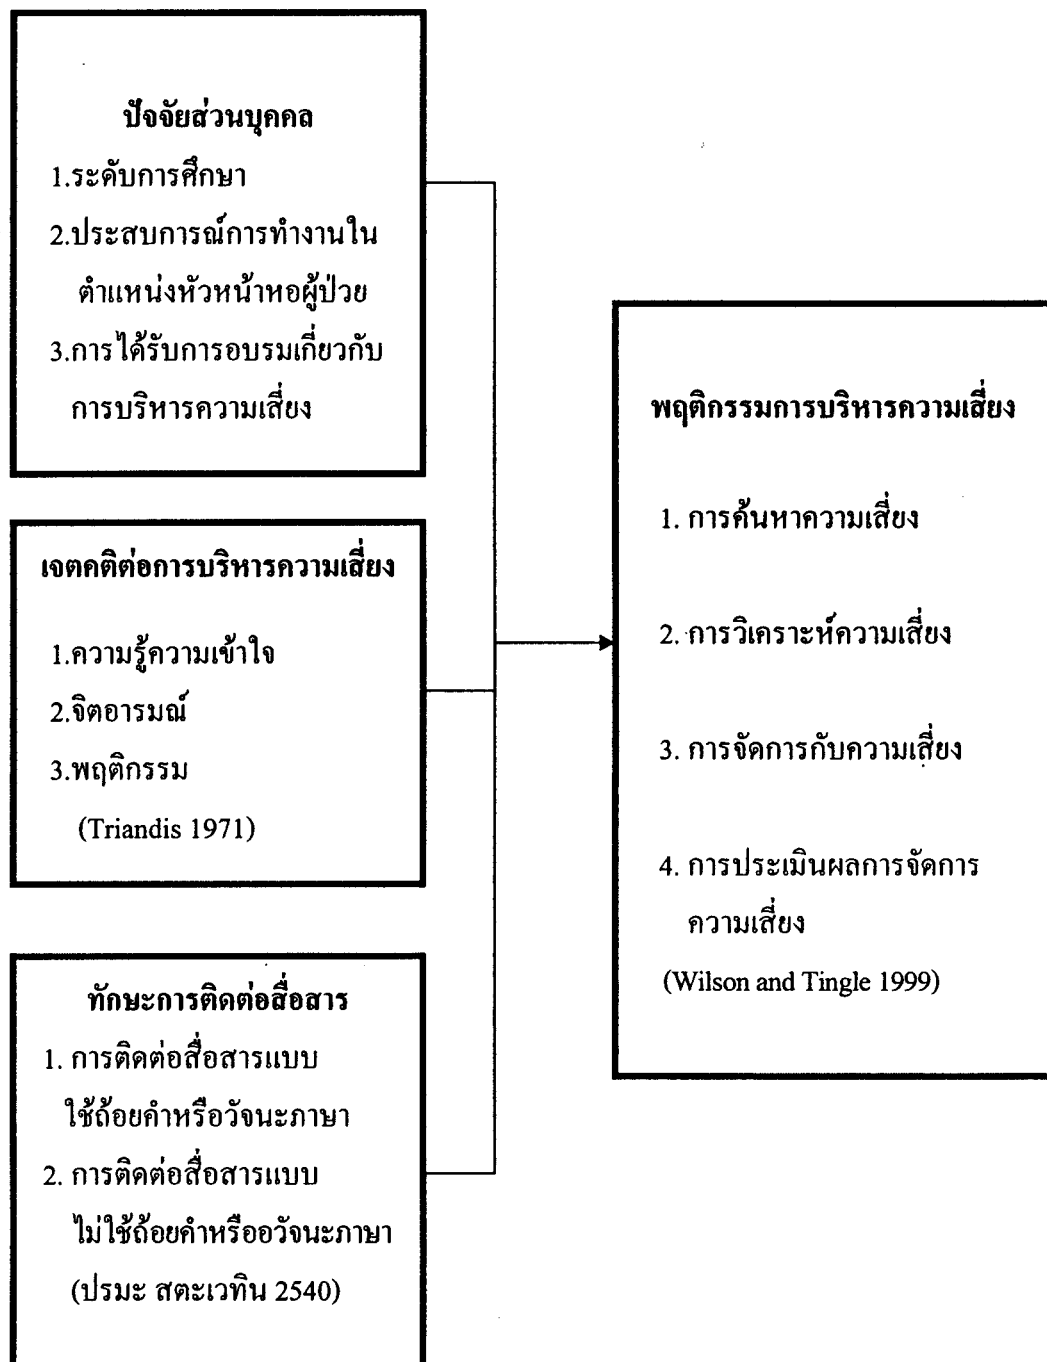 ปัจจัยส่วนบุคคล
1.ระดับการศึกษา
2.ประสบการณ์การทำงานใน
ตำแหน่งหัวหน้าหอผู้ป่วย
3.การได้รับการอบรมเกี่ยวกับ
การบริหารความเสี่ยง
เจตคติต่อการบริหารความเสี่ยง
1.ความรู้ความเข้าใจ
2.จิตอารมณ์
3.พฤติกรรม
(Triandis 1971)
ทักษะการติดต่อสื่อสาร
1. การติดต่อสื่อสารแบบ
ใช้ถ้อยคำหรือวัจนะภาษา
2. การติดต่อสื่อสารแบบ
ไม่ใช้ถ้อยคำหรืออวัจนะภาษา
(ปรมะ สตะเวทิน 2540)
พฤติกรรมการบริหารความเสี่ยง
1. การค้นหาความเสี่ยง
2. การวิเคราะห์ความเสี่ยง
3. การจัดการกับความเสี่ยง
4. การประเมินผลการจัดการ
ความเสี่ยง
(Wilson and Tingle 1999)